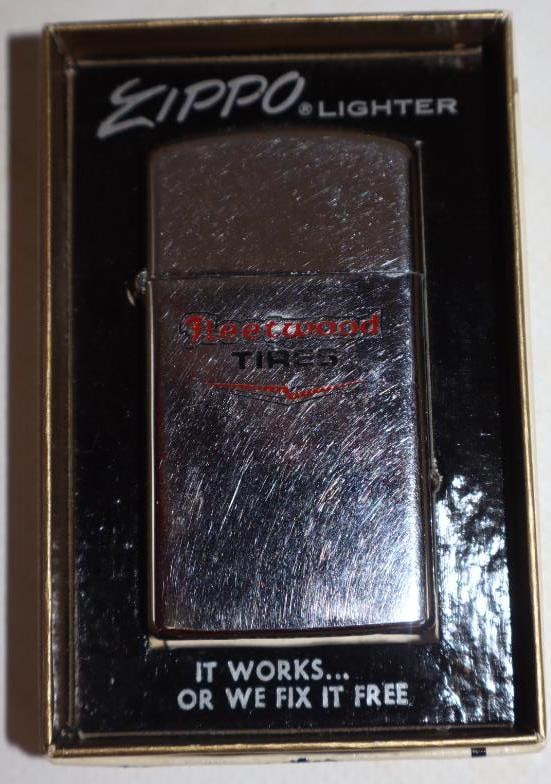 ZIPPO® LIGHTER
Fleetwood
TIRES
IT WORKS...
OR WE FIX IT FREE